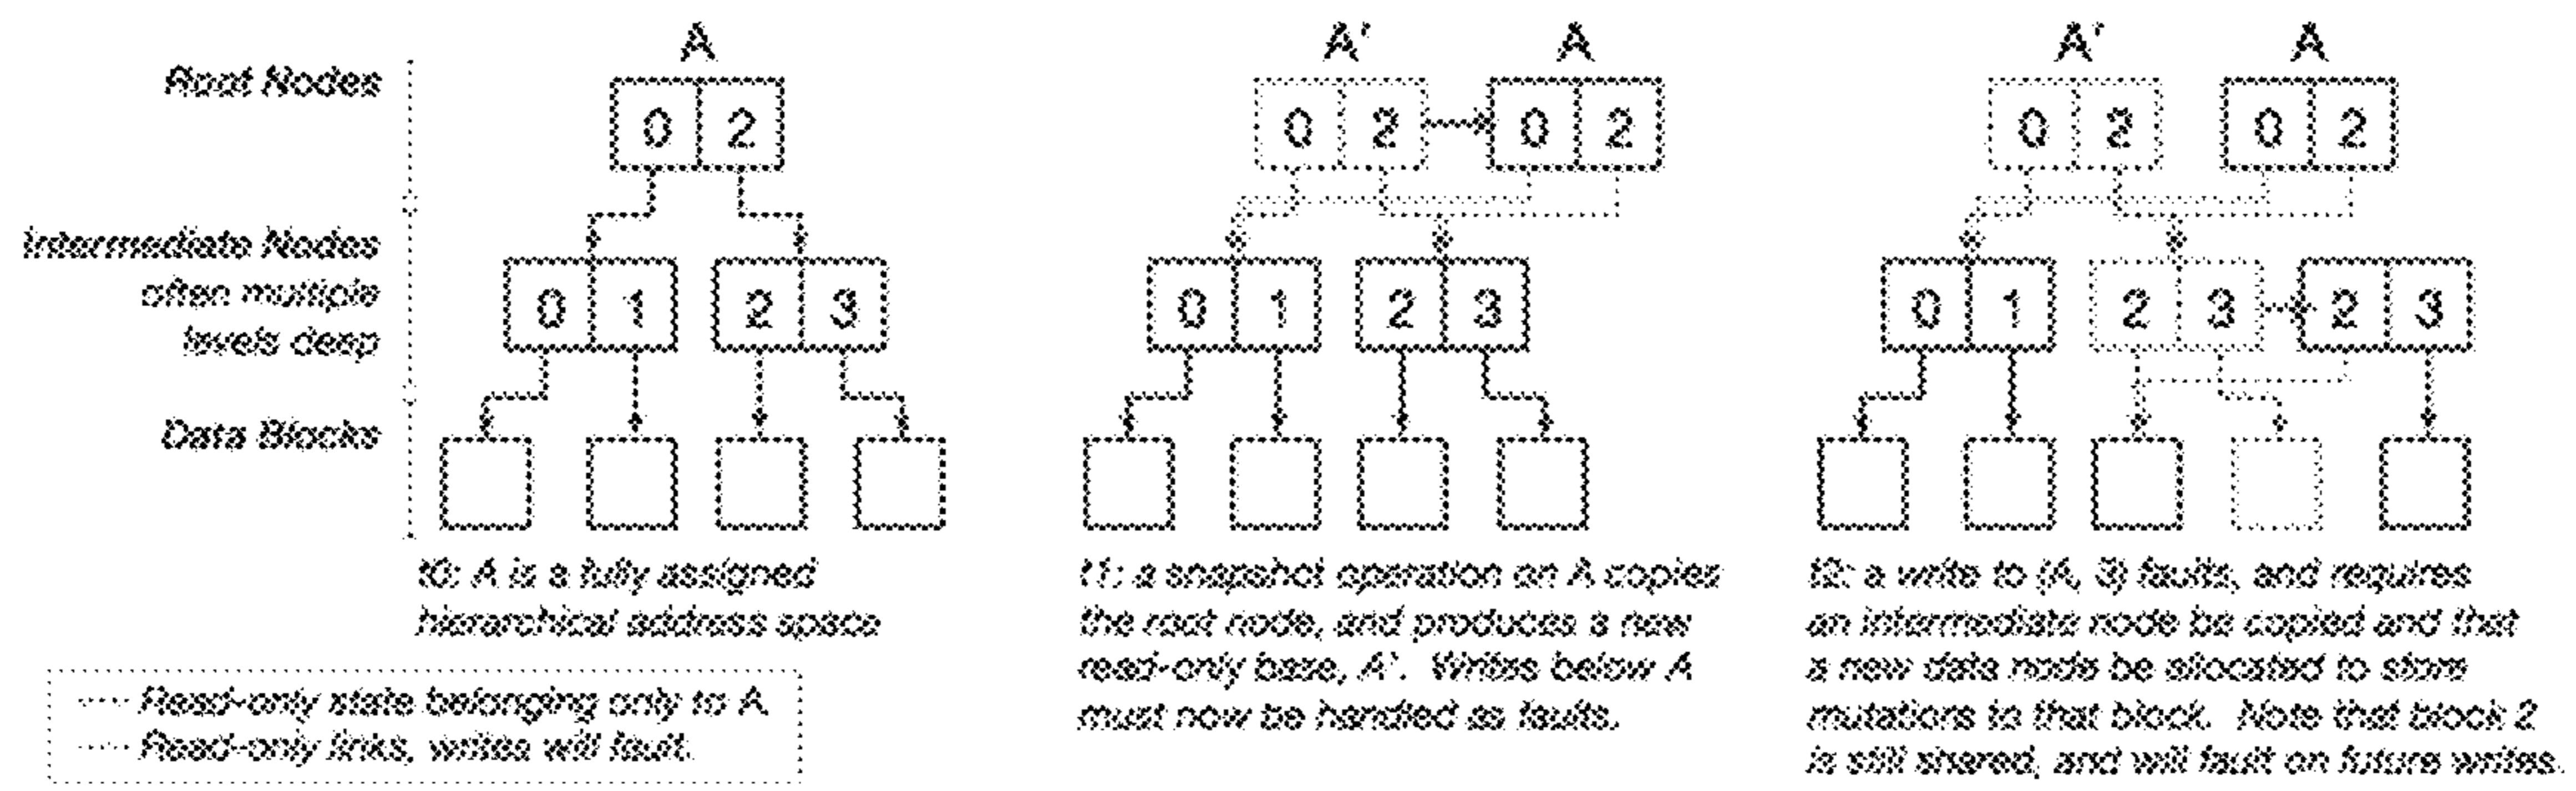 Root Nodes
Intermediate Nodes
often multiple
levels deep
Data Blocks
A
0 2
0 1 2 3
t0: A is a fully assigned
hierarchical address space
A' A
0 2 0 2
0 1 2 3
t1: a snapshot operation on A copies
the root node, and produces a new
read-only base, A'. Writes below A
must now be handled as faults.
A' A
0 2 0 2
0 1 2 3 2 3
t2: a write to (A, 3) faults, and requires
an intermediate node be copied and that
a new data node be allocated to store
mutations to that block. Note that block 2
is still shared, and will fault on future writes.
Read-only state belonging only to A
Read-only links, writes will fault.